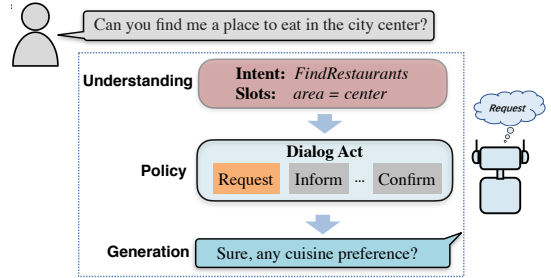 Can you find me a place to eat in the city center?
Understanding
Intent: FindRestaurants
Slots: area = center
Request
Policy
Dialog Act
Request Inform ... Confirm
Generation
Sure, any cuisine preference?